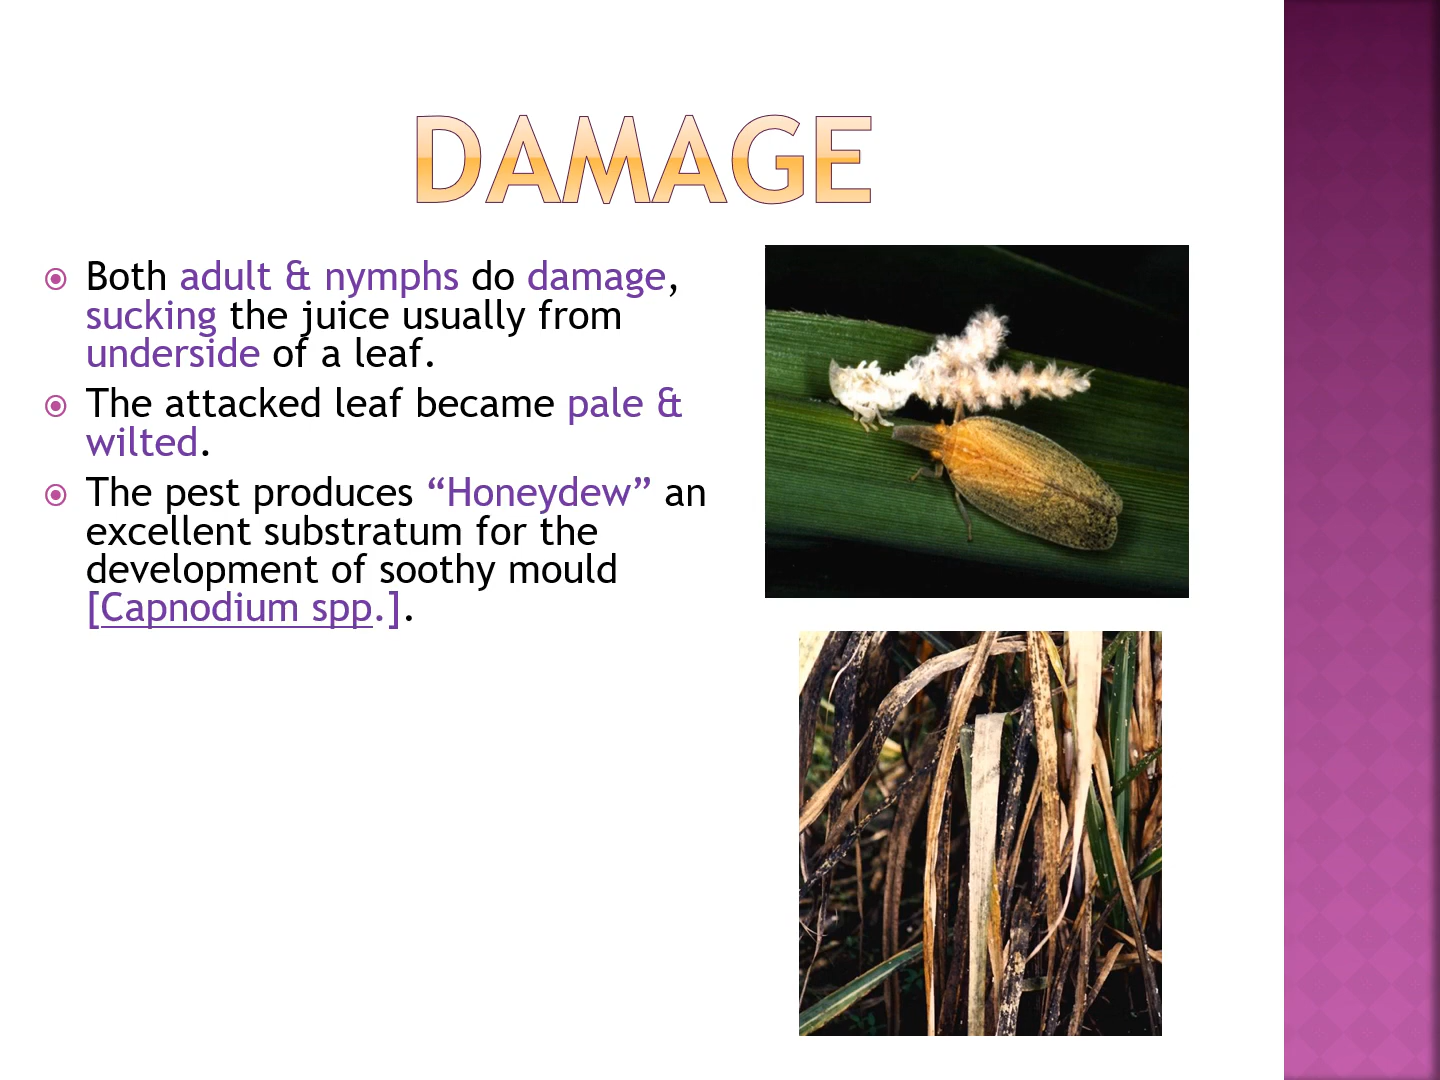 DAMAGE
Both adult & nymphs do damage,
sucking the juice usually from
underside of a leaf.
The attacked leaf became pale &
wilted.
The pest produces “Honeydew” an
excellent substratum for the
development of soothy mould
[Capnodium spp.].